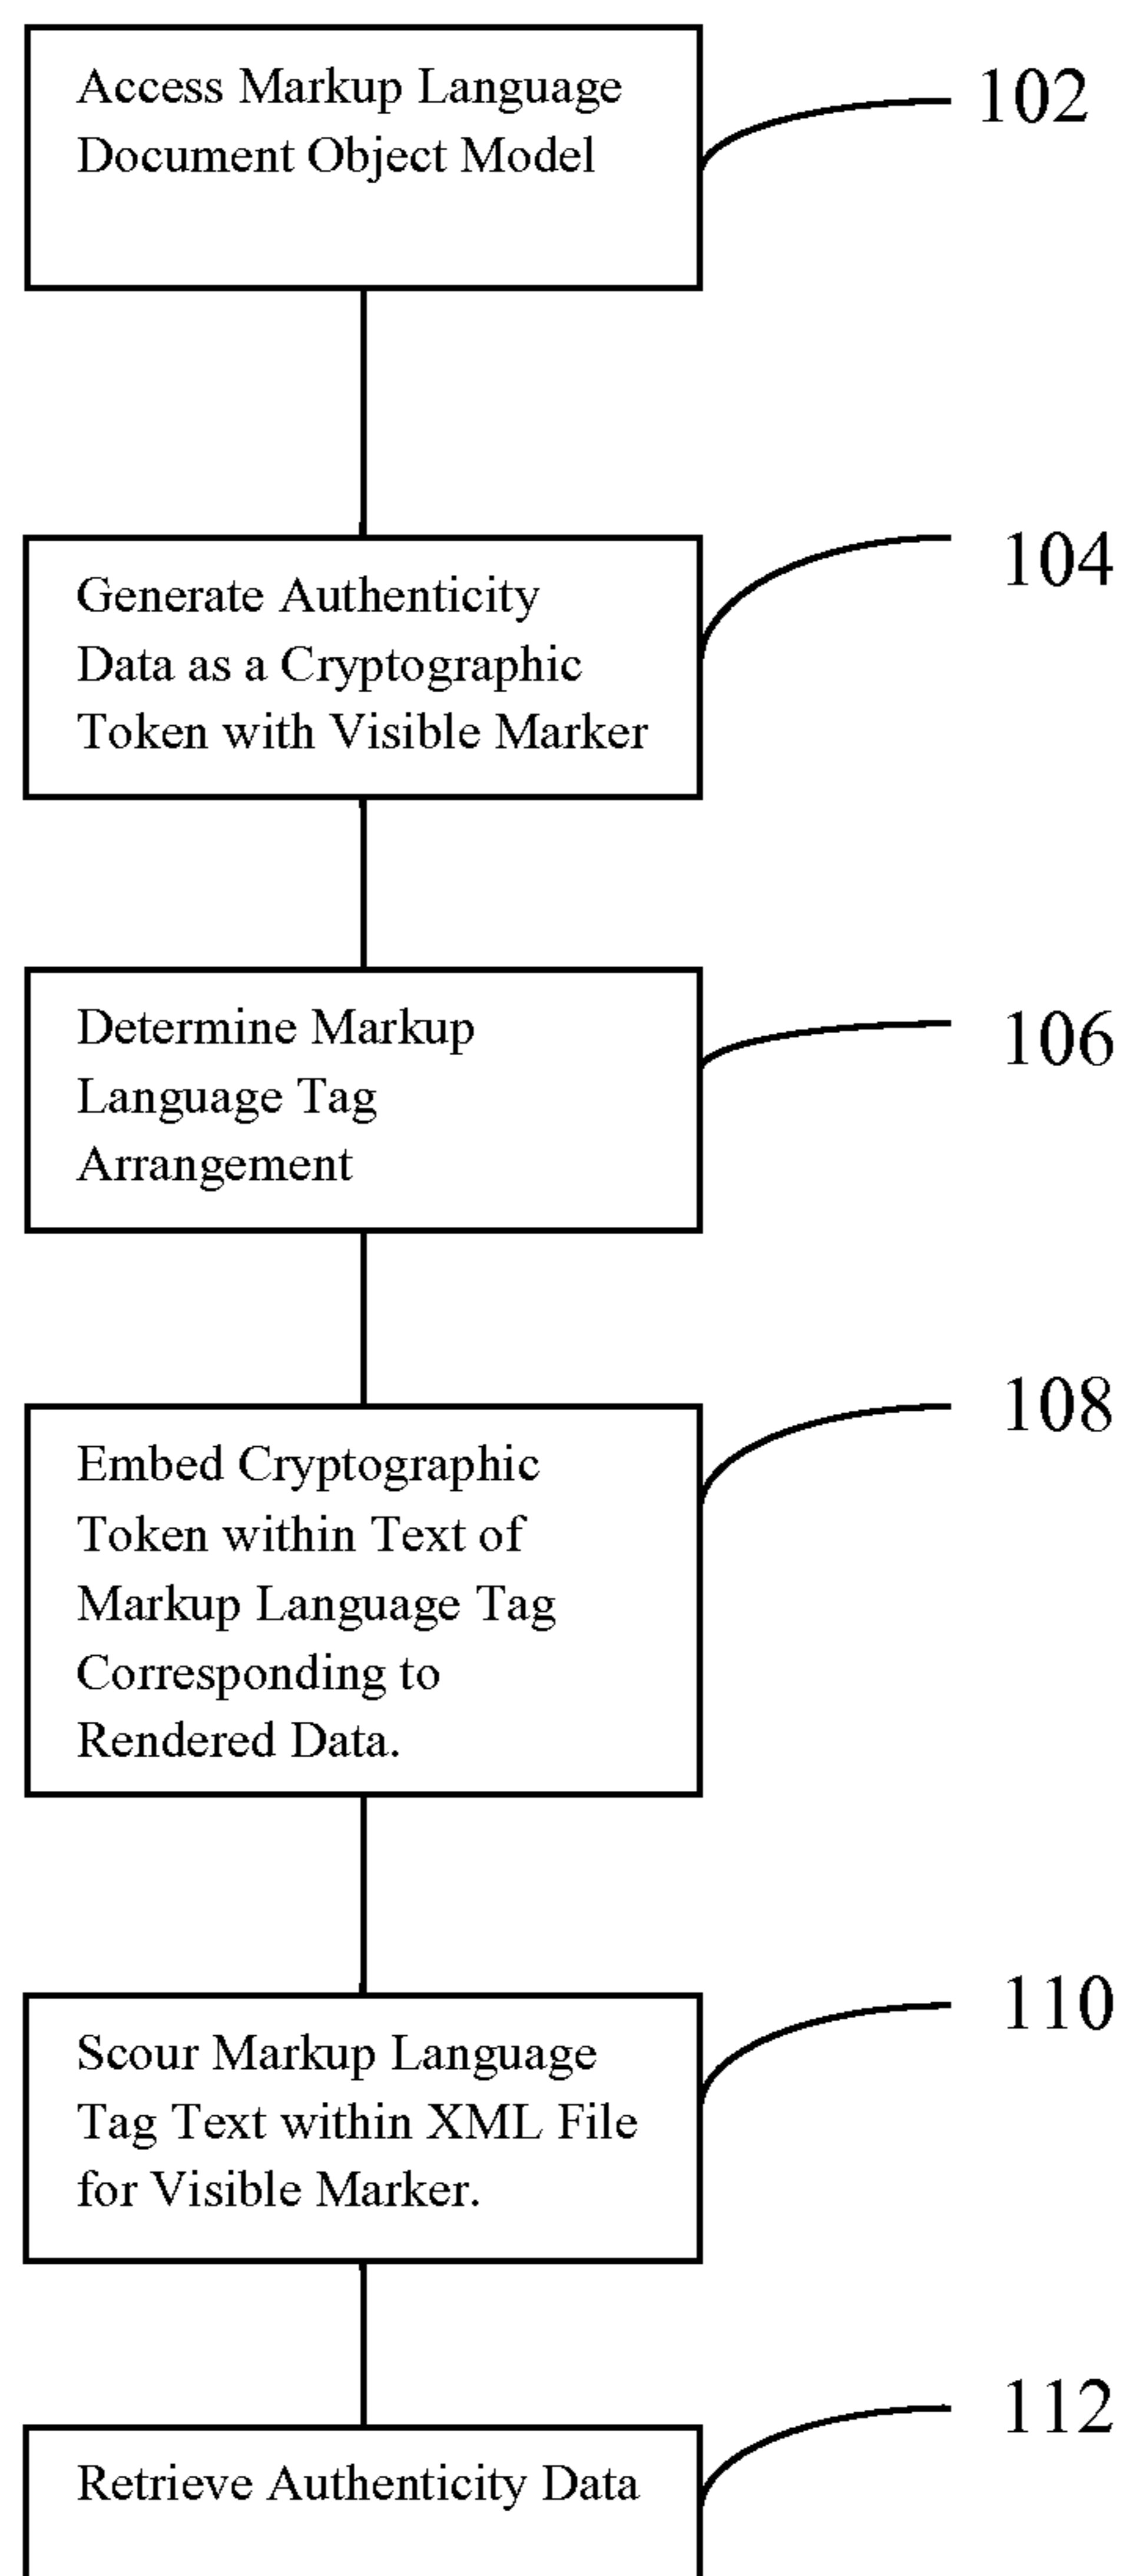 Access Markup Language
Document Object Model
102
Generate Authenticity
Data as a Cryptographic
Token with Visible Marker
104
Determine Markup
Language Tag
Arrangement
106
Embed Cryptographic
Token within Text of
Markup Language Tag
Corresponding to
Rendered Data.
108
Scour Markup Language
Tag Text within XML File
for Visible Marker.
110
Retrieve Authenticity Data
112